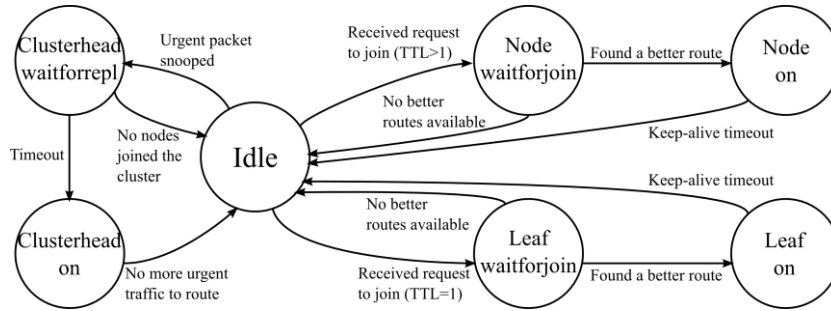 Clusterhead
waitforrepl
Urgent packet
snooped
Received request
to join (TTL>1)
Node
waitforjoin
Found a better route
Node
on
No better
routes available
Keep-alive timeout
Timeout
No nodes
joined the
cluster
Idle
Keep-alive timeout
No better
routes available
Clusterhead
on
No more urgent
traffic to route
Received request
to join (TTL=1)
Leaf
waitforjoin
Found a better route
Leaf
on